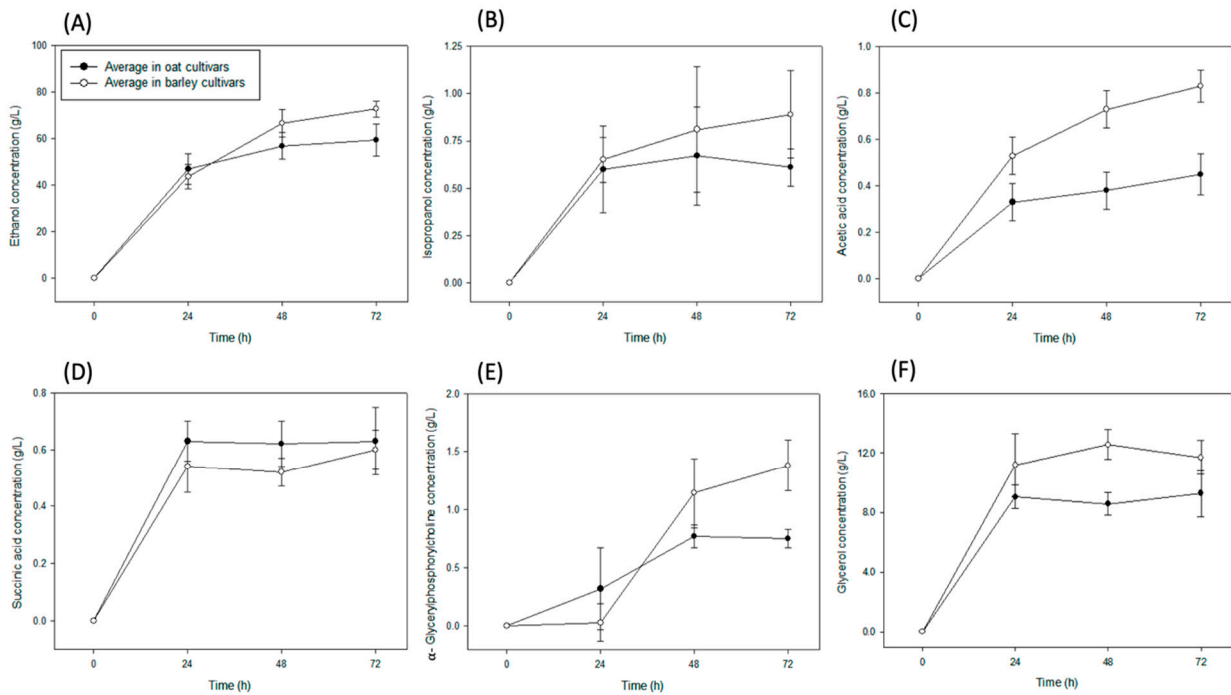 (A)
100
80
60
40
20
0
Ethanol concentration (g/L)
Average in oat cultivars
Average in barley cultivars
0 24 48 72
Time (h)
(B)
1.25
1.00
0.75
0.50
0.25
0.00
Isopropanol concentration (g/L)
0 24 48 72
Time (h)
(C)
1.0
0.8
0.6
0.4
0.2
0.0
Acetic acid concentration (g/L)
0 24 48 72
Time (h)
(D)
0.8
0.6
0.4
0.2
0.0
Succinic acid concentration (g/L)
0 24 48 72
Time (h)
(E)
2.0
1.5
1.0
0.5
0.0
α- Glycerylphosphorylcholine concertration (g/L)
0 24 48 72
Time (h)
(F)
16.0
12.0
8.0
4.0
0.0
Glycerol concentration (g/L)
0 24 48 72
Time (h)